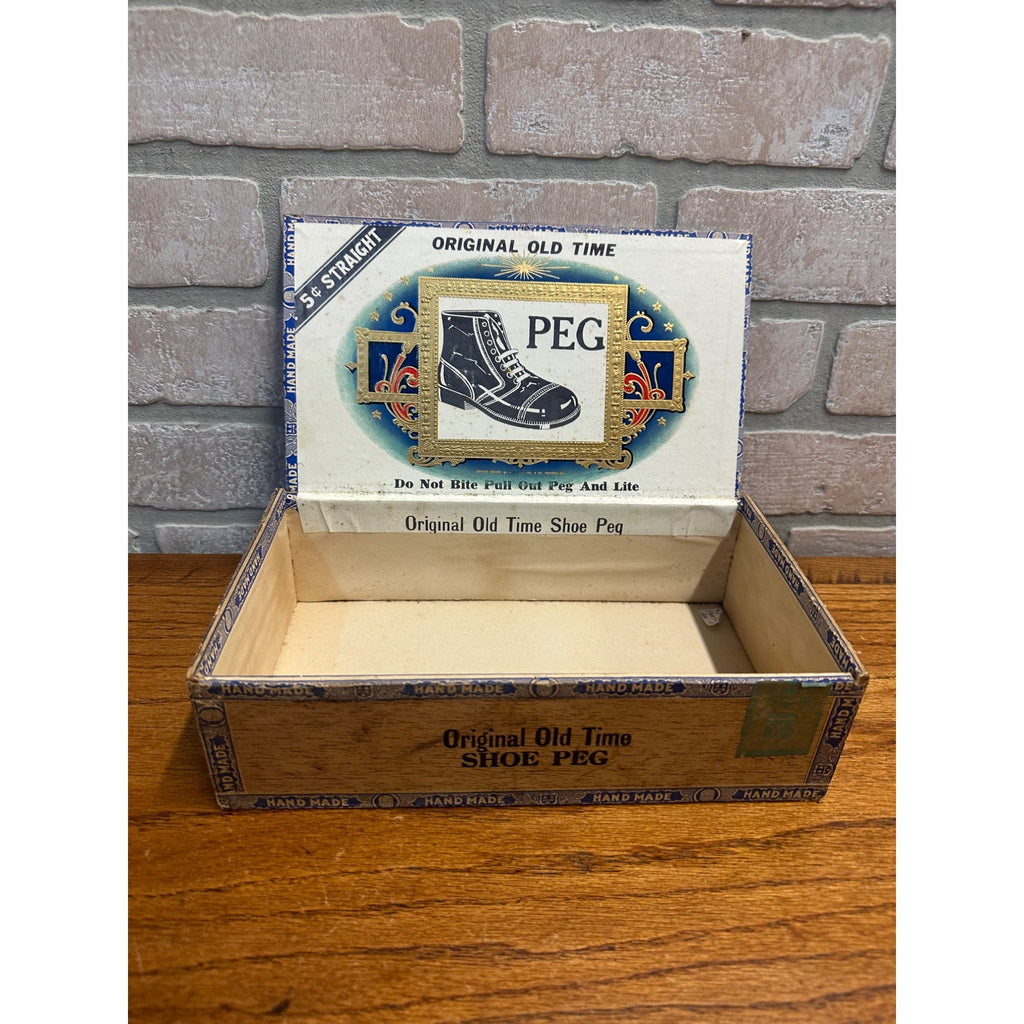 5¢ STRAIGHT
ORIGINAL OLD TIME
PEG
Do Not Bite Pull Out Peg And Lite
Original Old Time Shoe Peg
HAND MADE
HAND MADE
HAND MADE
HAND MADE
Original Old Time
SHOE PEG
HAND MADE
HAND MADE
HAND MADE
HAND MADE